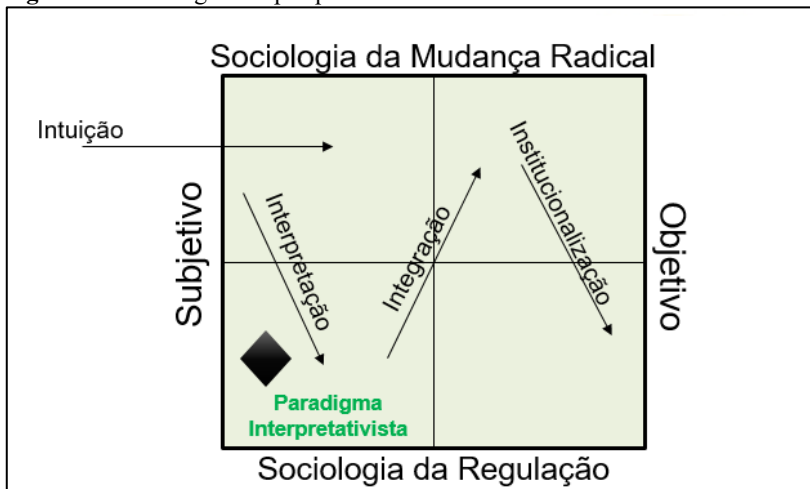 Sociologia da Mudança Radical
Intuição
Subjetivo
Interpretação
Integração
Institucionalização
Objetivo
Paradigma
Interpretativista
Sociologia da Regulação